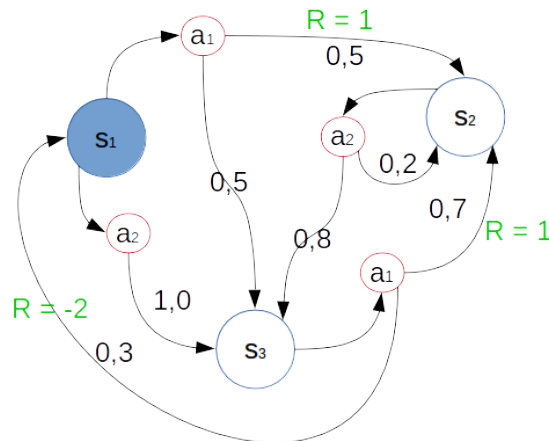 R = 1
a₁
0,5
s₂
s₁
a₂
0,2
0,5
0,7
a₂
0,8
R = 1
a₁
R = -2
1,0
s₃
0,3